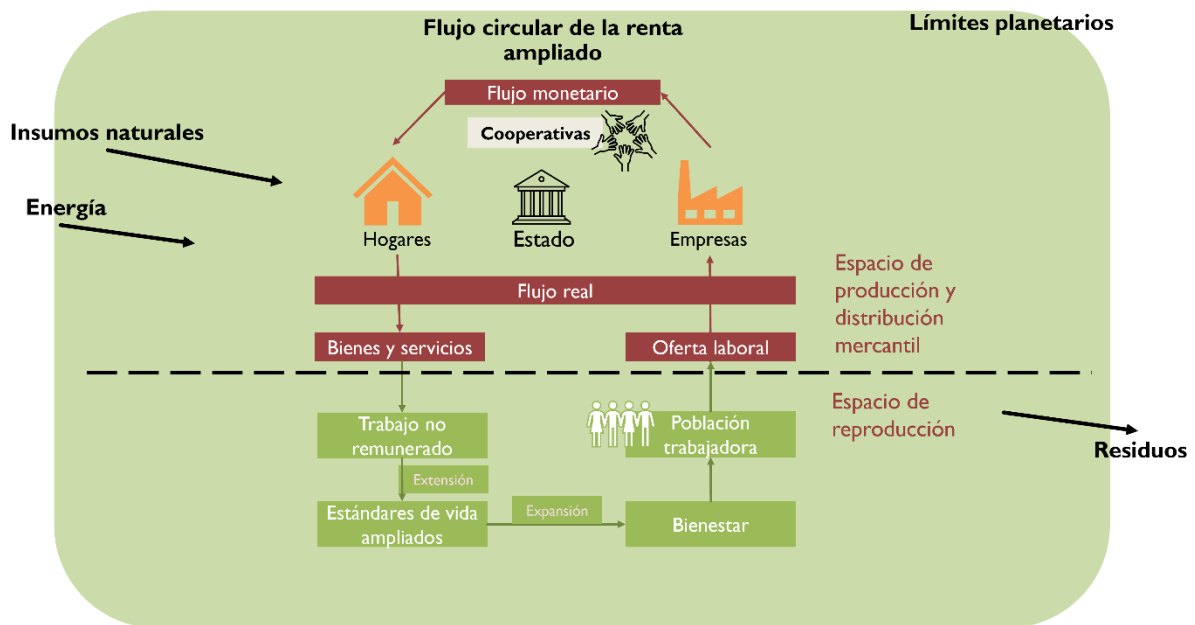 Límites planetarios
Flujo circular de la renta
ampliado
Flujo monetario
Cooperativas
Insumos naturales
Energía
Hogares
Estado
Empresas
Flujo real
Espacio de
producción y
distribución
mercantil
Bienes y servicios
Oferta laboral
Espacio de
reproducción
Trabajo no
remunerado
Población
trabajadora
Residuos
Extensión
Estándares de vida
ampliados
Expansión
Bienestar